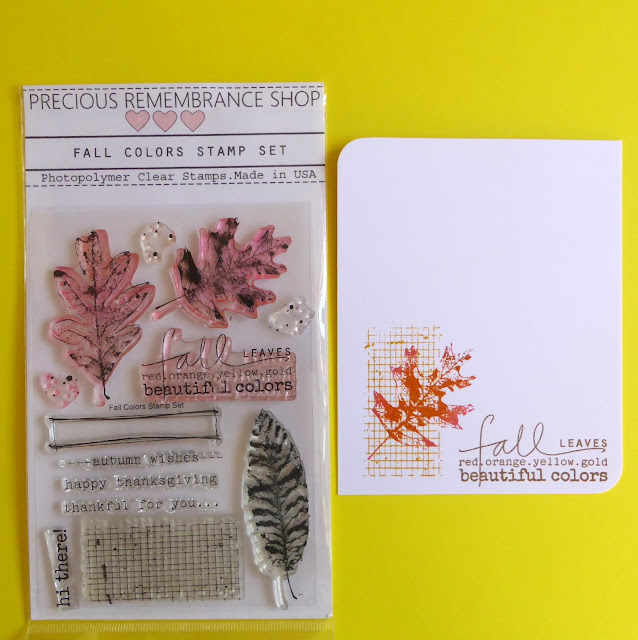 PRECIOUS REMEMBRANCE SHOP
FALL COLORS STAMP SET
Photopolymer Clear Stamps.Made in USA
fall LEAVES
red.orange.yellow.gold
beautiful colors
Fall Colors Stamp Set
autumn wishes
happy thanksgiving
thankful for you...
hi there!
fall LEAVES
red.orange.yellow.gold
beautiful colors